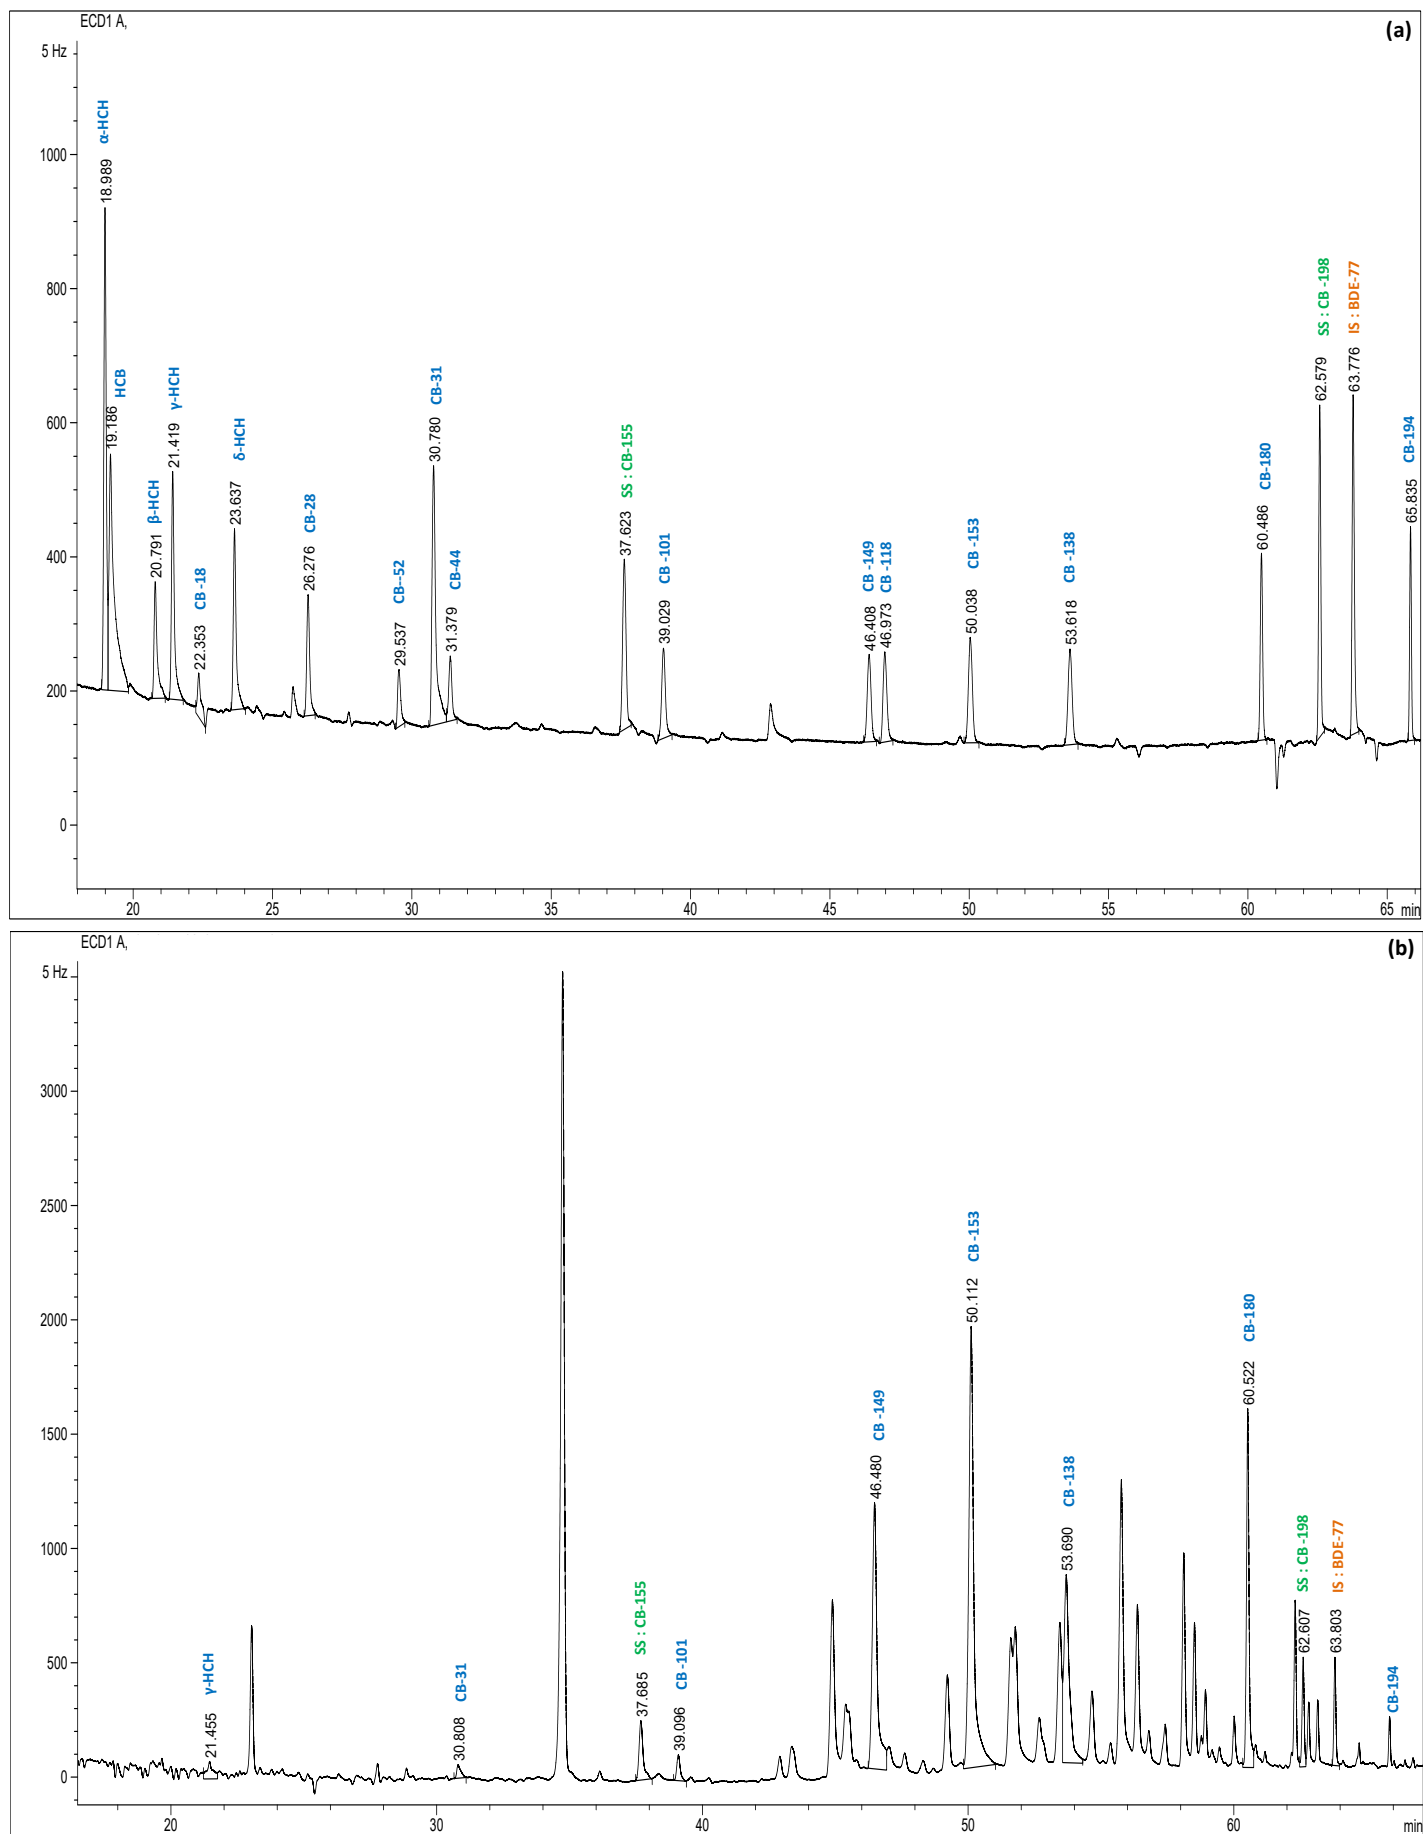 ECD1 A,
(a)
5 Hz
1000
800
600
400
200
0
α-HCH
18.989
HCB
19.186
β-HCH
20.791
γ-HCH
21.419
CB -18
22.353
δ-HCH
23.637
CB-28
26.276
CB--52
29.537
CB-31
30.780
CB-44
31.379
SS : CB-155
37.623
CB -101
39.029
CB -149
46.408
CB -118
46.973
CB -153
50.038
CB -138
53.618
CB-180
60.486
SS : CB -198
62.579
IS : BDE-77
63.776
CB-194
65.835
20 25 30 35 40 45 50 55 60 65 min
ECD1 A,
(b)
5 Hz
3000
2500
2000
1500
1000
500
0
γ-HCH
21.455
CB-31
30.808
SS : CB-155
37.685
CB -101
39.096
CB -149
46.480
CB -153
50.112
CB -138
53.690
CB-180
60.522
SS : CB -198
62.607
IS : BDE-77
63.803
CB-194
20 30 40 50 60 min